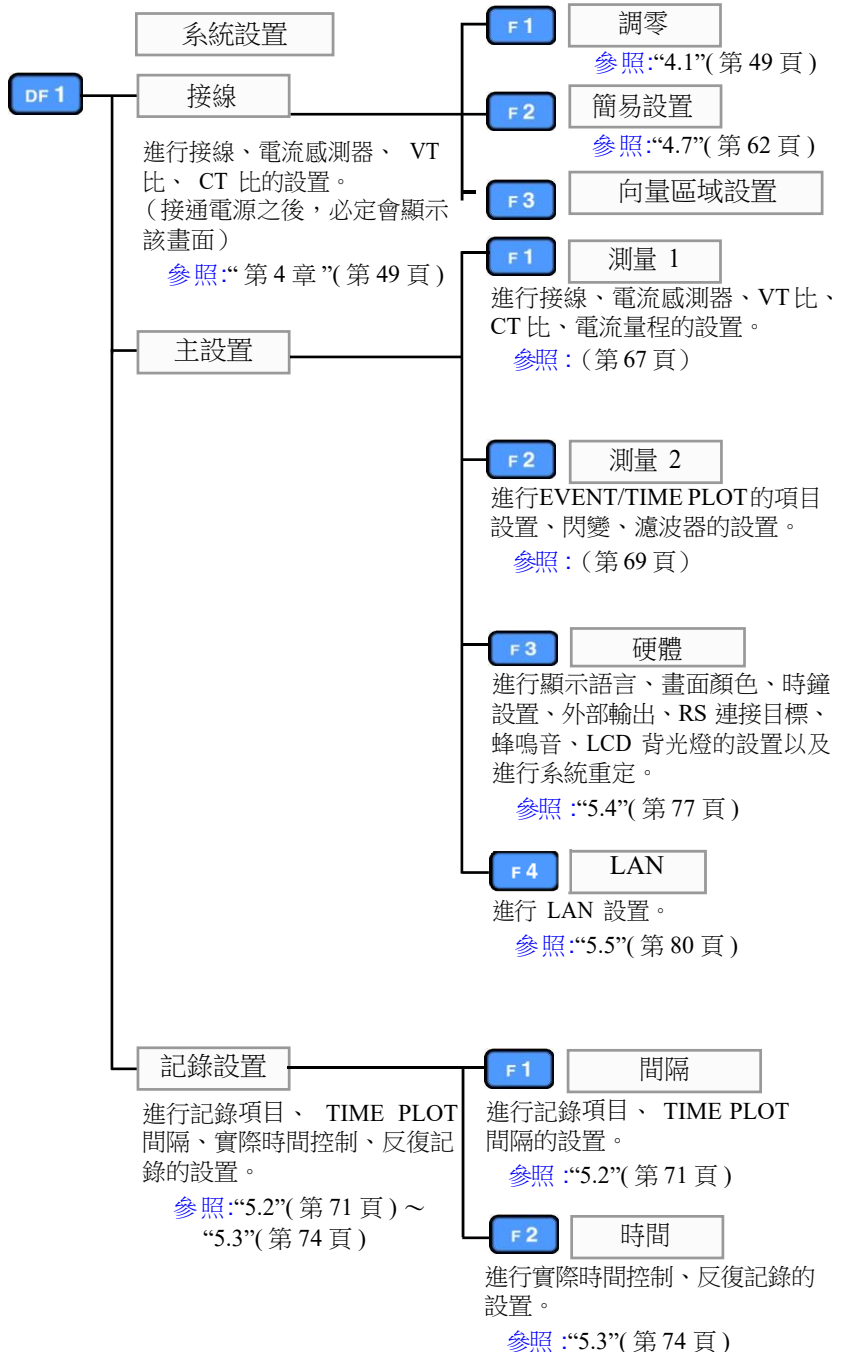 系統設置
DF 1
接線
進行接線、電流感測器、 VT
比、 CT 比的設置。
（接通電源之後，必定會顯示
該畫面）
參照:“ 第 4 章 ”( 第 49 頁 )
F 1
調零
參照:“4.1”( 第 49 頁 )
F 2
簡易設置
參照:“4.7”( 第 62 頁 )
F 3
向量區域設置
主設置
F 1
測量 1
進行接線、電流感測器、VT 比、
CT 比、電流量程的設置。
參照：（第 67 頁）
F 2
測量 2
進行EVENT/TIME PLOT的項目
設置、閃變、濾波器的設置。
參照：（第 69 頁）
F 3
硬體
進行顯示語言、畫面顏色、時鐘
設置、外部輸出、RS 連接目標、
蜂鳴音、LCD 背光燈的設置以及
進行系統重定。
參照 :“5.4”( 第 77 頁 )
F 4
LAN
進行 LAN 設置。
參照:“5.5”( 第 80 頁 )
記錄設置
進行記錄項目、 TIME PLOT
間隔、實際時間控制、反復記
錄的設置。
參照:“5.2”( 第 71 頁 ) ～
“5.3”( 第 74 頁 )
F 1
間隔
進行記錄項目、 TIME PLOT
間隔的設置。
參照 :“5.2”( 第 71 頁 )
F 2
時間
進行實際時間控制、反復記錄的
設置。
參照 :“5.3”( 第 74 頁 )